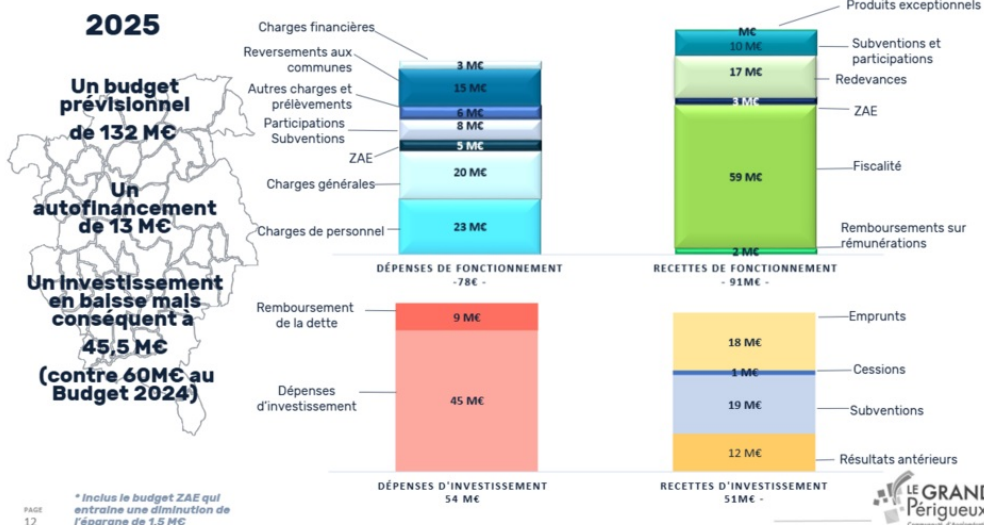 2025
Un budget
prévisionnel
de 132 M€
Un
autofinancement
de 13 M€
Un investissement
en baisse mais
conséquent à
45,5 M€
(contre 60M€ au
Budget 2024)
Charges financières
Reversements aux
communes
Autres charges et
prélèvements
Participations
Subventions
ZAE
Charges générales
Charges de personnel
3 M€
15 M€
6 M€
8 M€
5 M€
20 M€
23 M€
DÉPENSES DE FONCTIONNEMENT
-78€ -
Produits exceptionnels
Subventions et
participations
Redevances
ZAE
Fiscalité
Remboursements sur
rémunérations
M€
10 M€
17 M€
3 M€
59 M€
2 M€
RECETTES DE FONCTIONNEMENT
- 91M€ -
Remboursement
de la dette
Dépenses
d'investissement
9 M€
45 M€
DÉPENSES D'INVESTISSEMENT
54 M€
Emprunts
Cessions
Subventions
Résultats antérieurs
18 M€
1 M€
19 M€
12 M€
RECETTES D'INVESTISSEMENT
51M€ -
PAGE
12
* Inclus le budget ZAE qui
entraine une diminution de
l'épargne de 1,5 M€
LE GRAND
Périgueux